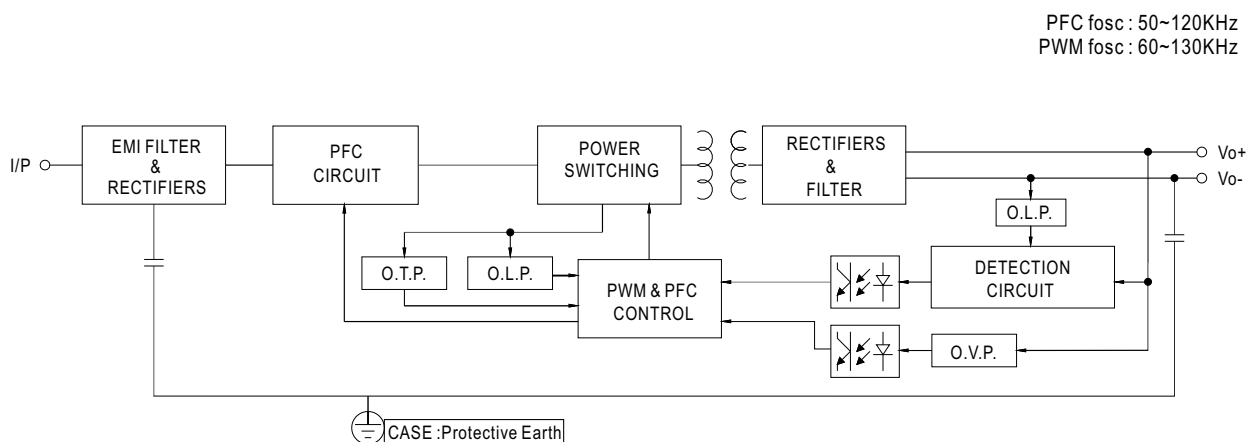 PFC fosc : 50~120KHz
PWM fosc : 60~130KHz
I/P
EMI FILTER
&
RECTIFIERS
PFC
CIRCUIT
POWER
SWITCHING
RECTIFIERS
&
FILTER
Vo+
Vo-
O.L.P.
O.T.P.
O.L.P.
PWM & PFC
CONTROL
DETECTION
CIRCUIT
O.V.P.
CASE :Protective Earth